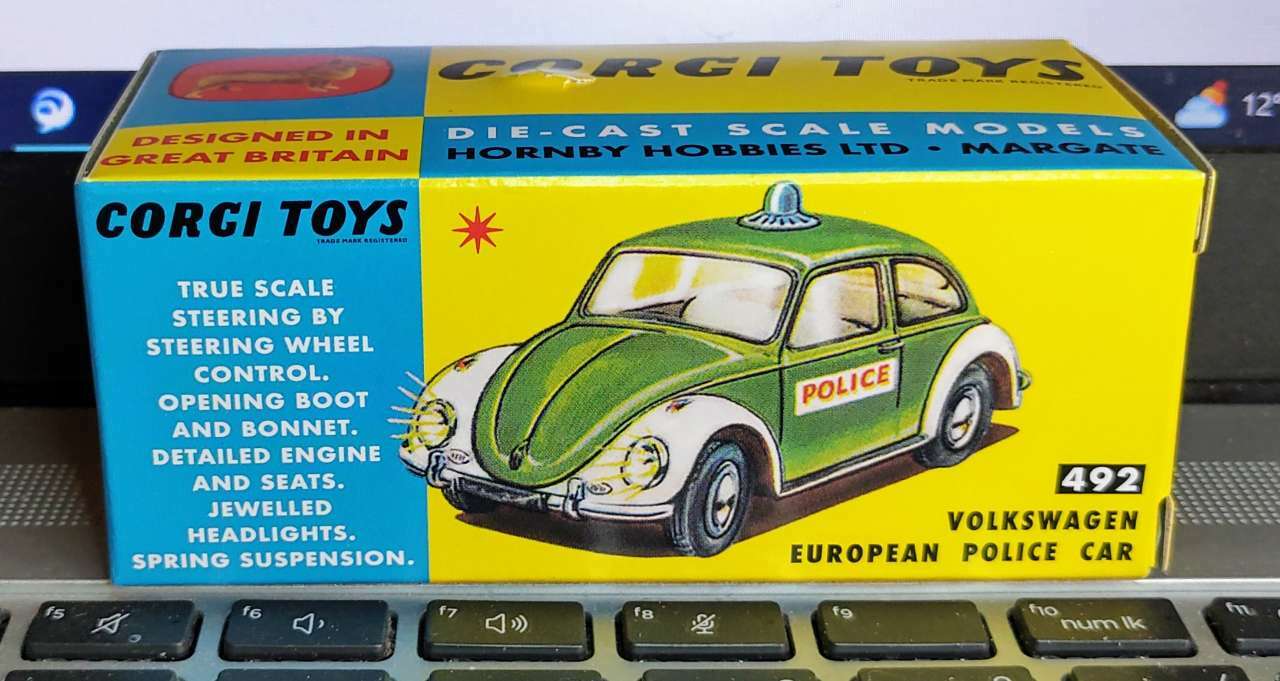 CORGI TOYS
TRADE MARK REGISTERED
DESIGNED IN
GREAT BRITAIN
DIE-CAST SCALE MODELS
HORNBY HOBBIES LTD • MARGATE
CORGI TOYS
TRADE MARK REGISTERED
TRUE SCALE
STEERING BY
STEERING WHEEL
CONTROL.
OPENING BOOT
AND BONNET.
DETAILED ENGINE
AND SEATS.
JEWELLED
HEADLIGHTS.
SPRING SUSPENSION.
POLICE
492
VOLKSWAGEN
EUROPEAN POLICE CAR
12°
f5
f6
f7
f8
f9
f10
num lk
f11